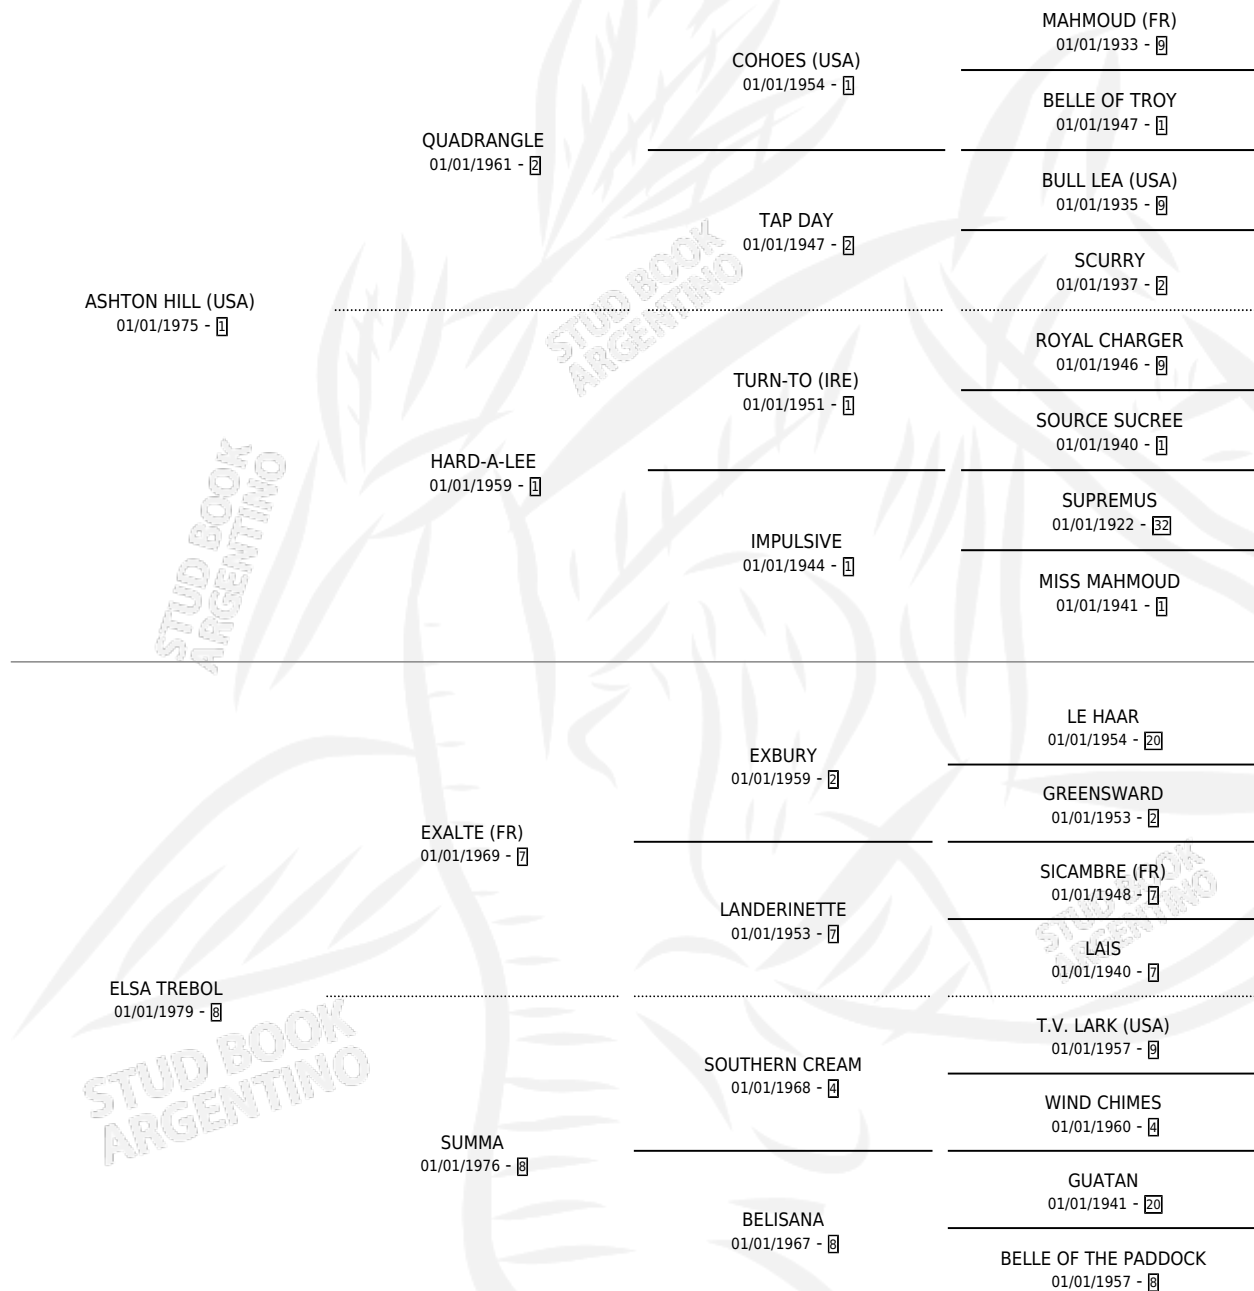 MAHMOUD (FR)
01/01/1933 - 9
COHOES (USA)
01/01/1954 - 1
BELLE OF TROY
01/01/1947 - 1
QUADRANGLE
01/01/1961 - 2
BULL LEA (USA)
01/01/1935 - 9
TAP DAY
01/01/1947 - 2
SCURRY
01/01/1937 - 2
ASHTON HILL (USA)
01/01/1975 - 1
ROYAL CHARGER
01/01/1946 - 9
TURN-TO (IRE)
01/01/1951 - 1
SOURCE SUCREE
01/01/1940 - 1
HARD-A-LEE
01/01/1959 - 1
SUPREMUS
01/01/1922 - 32
IMPULSIVE
01/01/1944 - 1
MISS MAHMOUD
01/01/1941 - 1
LE HAAR
01/01/1954 - 20
EXBURY
01/01/1959 - 2
GREENSWARD
01/01/1953 - 2
EXALTE (FR)
01/01/1969 - 7
SICAMBRE (FR)
01/01/1948 - 7
LANDERINETTE
01/01/1953 - 7
LAIS
01/01/1940 - 7
ELSA TREBOL
01/01/1979 - 8
T.V. LARK (USA)
01/01/1957 - 9
SOUTHERN CREAM
01/01/1968 - 4
WIND CHIMES
01/01/1960 - 4
SUMMA
01/01/1976 - 8
GUATAN
01/01/1941 - 20
BELISANA
01/01/1967 - 8
BELLE OF THE PADDOCK
01/01/1957 - 8
STUD BOOK
ARGENTINO
STUD BOOK
ARGENTINO
STUD BOOK
ARGENTINO
STUD BOOK
ARGENTINO